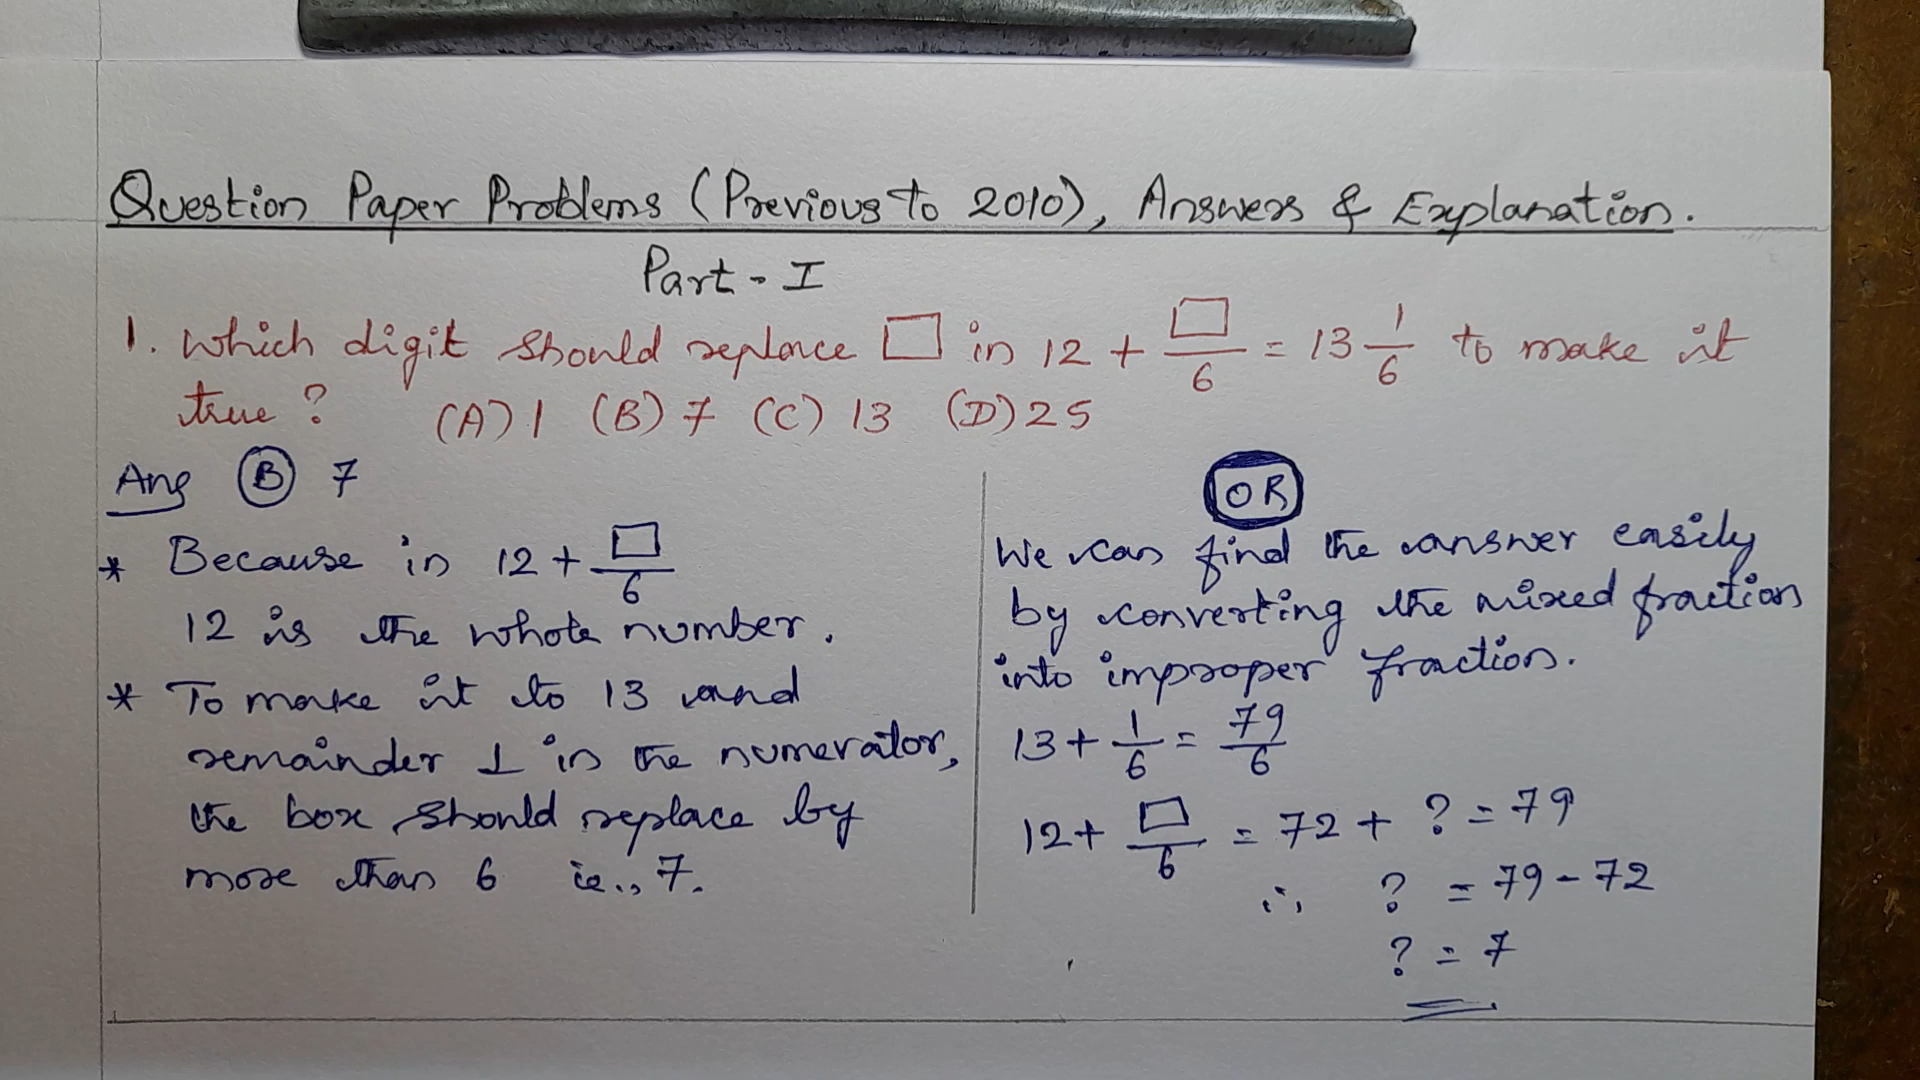 Question Paper Problems (Previous to 2010), Answers & Explanation.
Part - I
1. Which digit should replace □ in 12 + □/6 = 13 1/6 to make it
true? (A) 1 (B) 7 (C) 13 (D) 25
Ans (B) 7
* Because in 12 + □/6
12 is the whole number.
* To make it to 13 and
remainder 1 in the numerator,
the box should replace by
more than 6 ie., 7.
OR
We can find the answer easily
by converting the mixed fraction
into improper fraction.
13 + 1/6 = 79/6
12 + □/6 = 72 + ? = 79
∴ ? = 79 - 72
? = 7